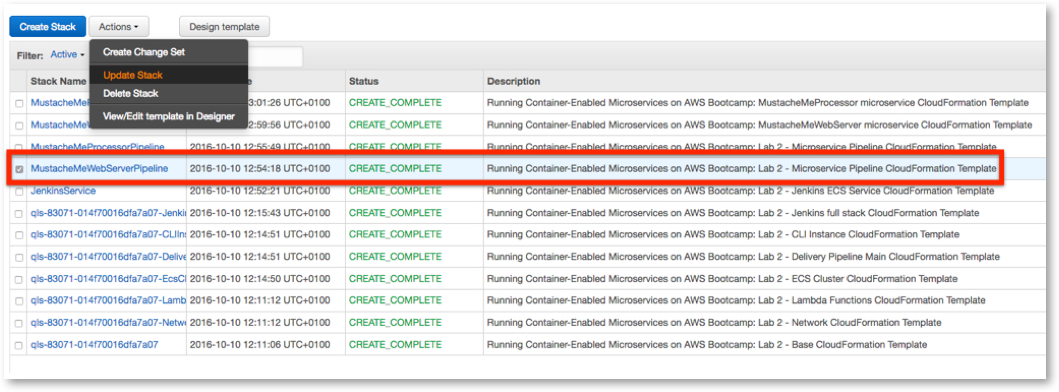 Create Stack Actions Design template
Filter: Active
Create Change Set
Update Stack
Delete Stack
View/Edit template in Designer
Stack Name Status Description
MustacheMeP 3:01:26 UTC+0100 CREATE_COMPLETE Running Container-Enabled Microservices on AWS Bootcamp: MustacheMeProcessor microservice CloudFormation Template
MustacheMeW 2:59:56 UTC+0100 CREATE_COMPLETE Running Container-Enabled Microservices on AWS Bootcamp: MustacheMeWebServer microservice CloudFormation Template
MustacheMeProcessorPipeline 2016-10-10 12:55:49 UTC+0100 CREATE_COMPLETE Running Container-Enabled Microservices on AWS Bootcamp: Lab 2 - Microservice Pipeline CloudFormation Template
MustacheMeWebServerPipeline 2016-10-10 12:54:18 UTC+0100 CREATE_COMPLETE Running Container-Enabled Microservices on AWS Bootcamp: Lab 2 - Microservice Pipeline CloudFormation Template
JenkinsService 2016-10-10 12:52:21 UTC+0100 CREATE_COMPLETE Running Container-Enabled Microservices on AWS Bootcamp: Lab 2 - Jenkins ECS Service CloudFormation Template
qls-83071-014f70016dfa7a07-Jenki 2016-10-10 12:15:43 UTC+0100 CREATE_COMPLETE Running Container-Enabled Microservices on AWS Bootcamp: Lab 2 - Jenkins full stack CloudFormation Template
qls-83071-014f70016dfa7a07-CLIIns 2016-10-10 12:14:51 UTC+0100 CREATE_COMPLETE Running Container-Enabled Microservices on AWS Bootcamp: Lab 2 - CLI Instance CloudFormation Template
qls-83071-014f70016dfa7a07-Delive 2016-10-10 12:14:51 UTC+0100 CREATE_COMPLETE Running Container-Enabled Microservices on AWS Bootcamp: Lab 2 - Delivery Pipeline Main CloudFormation Template
qls-83071-014f70016dfa7a07-EcsC 2016-10-10 12:14:50 UTC+0100 CREATE_COMPLETE Running Container-Enabled Microservices on AWS Bootcamp: Lab 2 - ECS Cluster CloudFormation Template
qls-83071-014f70016dfa7a07-Lamb 2016-10-10 12:11:12 UTC+0100 CREATE_COMPLETE Running Container-Enabled Microservices on AWS Bootcamp: Lab 2 - Lambda Functions CloudFormation Template
qls-83071-014f70016dfa7a07-Netwo 2016-10-10 12:11:12 UTC+0100 CREATE_COMPLETE Running Container-Enabled Microservices on AWS Bootcamp: Lab 2 - Network CloudFormation Template
qls-83071-014f70016dfa7a07 2016-10-10 12:11:06 UTC+0100 CREATE_COMPLETE Running Container-Enabled Microservices on AWS Bootcamp: Lab 2 - Base CloudFormation Template